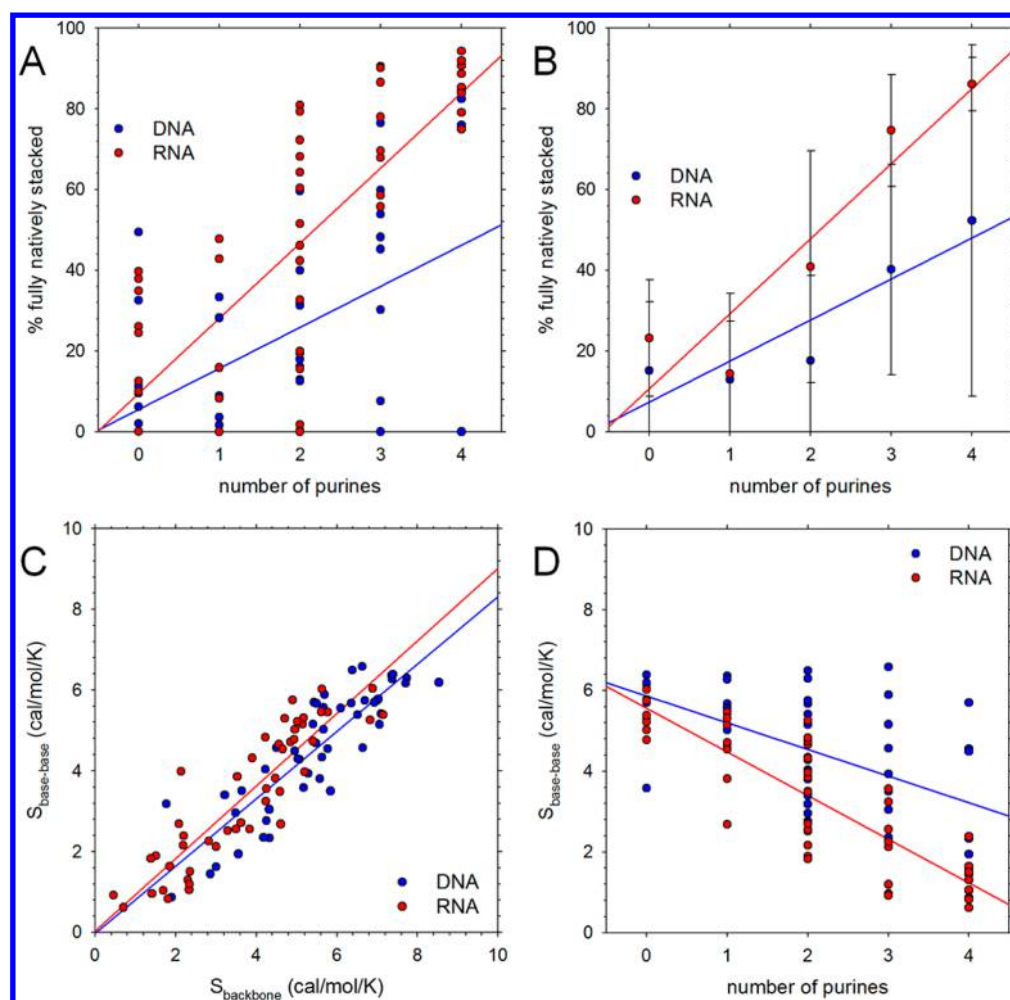 A
% fully natively stacked
100
80
60
40
20
0
DNA
RNA
0 1 2 3 4
number of purines
B
% fully natively stacked
100
80
60
40
20
0
DNA
RNA
0 1 2 3 4
number of purines
C
S base-base (cal/mol/K)
10
8
6
4
2
0
DNA
RNA
0 2 4 6 8 10
S backbone (cal/mol/K)
D
S base-base (cal/mol/K)
10
8
6
4
2
0
DNA
RNA
0 1 2 3 4
number of purines